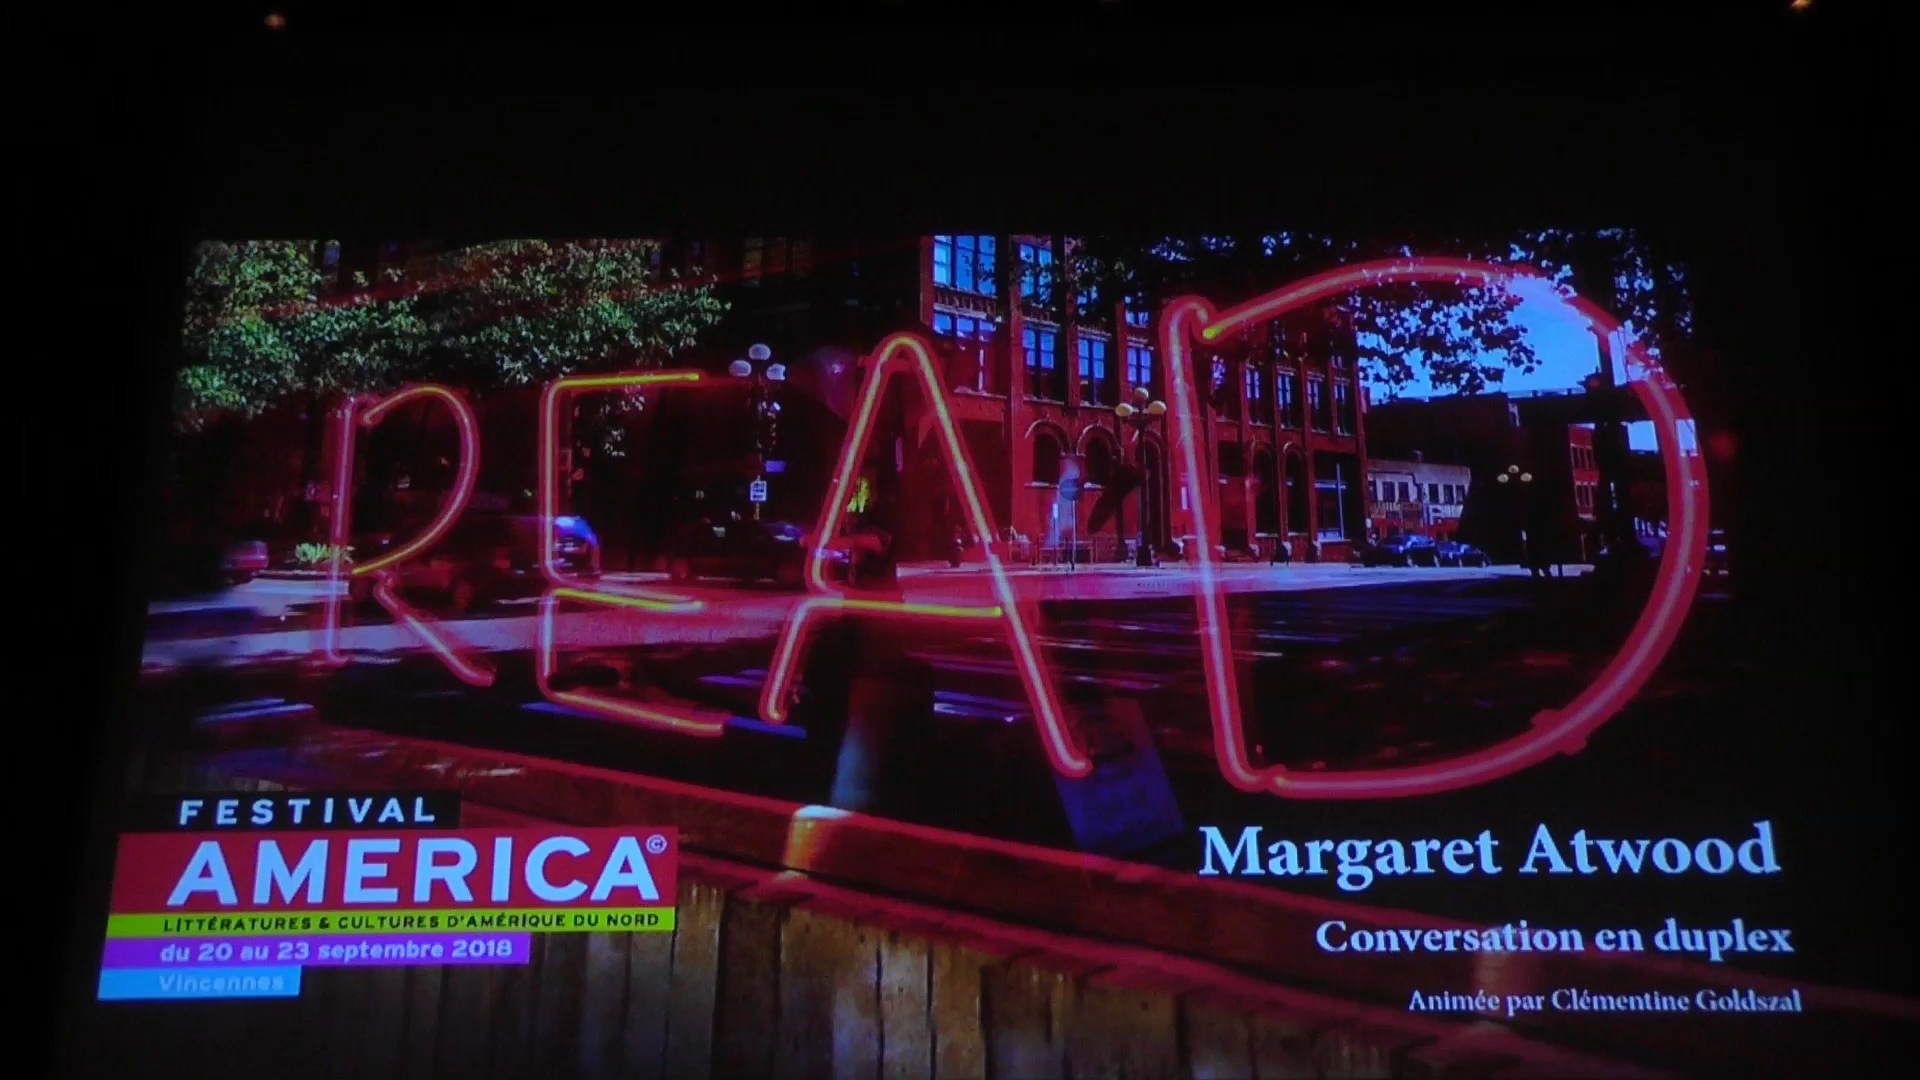 READ
FESTIVAL
AMERICA©
LITTÉRATURES & CULTURES D'AMÉRIQUE DU NORD
du 20 au 23 septembre 2018
Vincennes
Margaret Atwood
Conversation en duplex
Animée par Clémentine Goldszal